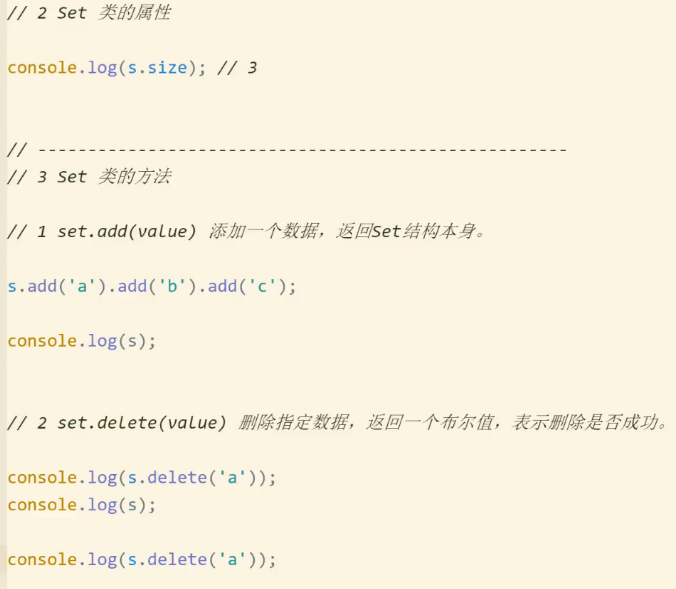 // 2 Set 类的属性
console.log(s.size); // 3
// ----------------------------------------------------
// 3 Set 类的方法
// 1 set.add(value) 添加一个数据，返回Set结构本身。
s.add('a').add('b').add('c');
console.log(s);
// 2 set.delete(value) 删除指定数据，返回一个布尔值，表示删除是否成功。
console.log(s.delete('a'));
console.log(s);
console.log(s.delete('a'));